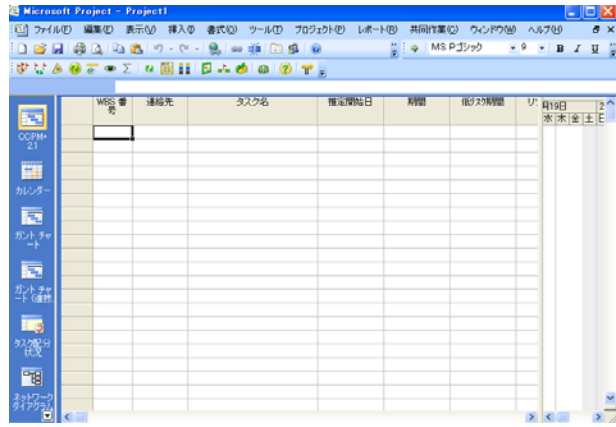 Microsoft Project - Project1
ファイル(F) 編集(E) 表示(V) 挿入(I) 書式(O) ツール(T) プロジェクト(P) レポート(R) 共同作業(C) ウィンドウ(W) ヘルプ(H)
MS Pゴシック 9 B I U
WBS 番号 連絡先 タスク名 推定開始日 期間 低リスク期間 リ
月19日 2
水 木 金 土 E
CCPM+
2.1
カレンダー
ガント チャ
ート
ガント チャ
ート (進捗
タスク配分
状況
ネットワーク
ダイアグラム